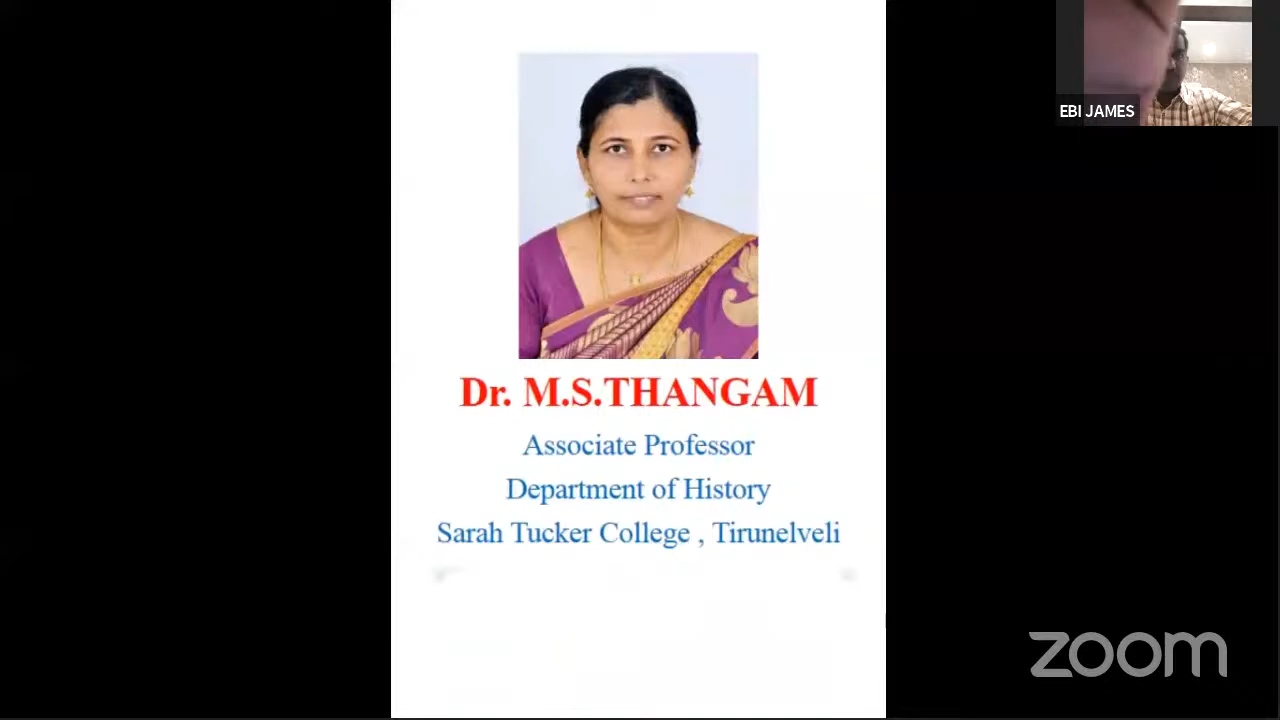 EBI JAMES
Dr. M.S.THANGAM
Associate Professor
Department of History
Sarah Tucker College , Tirunelveli
zoom